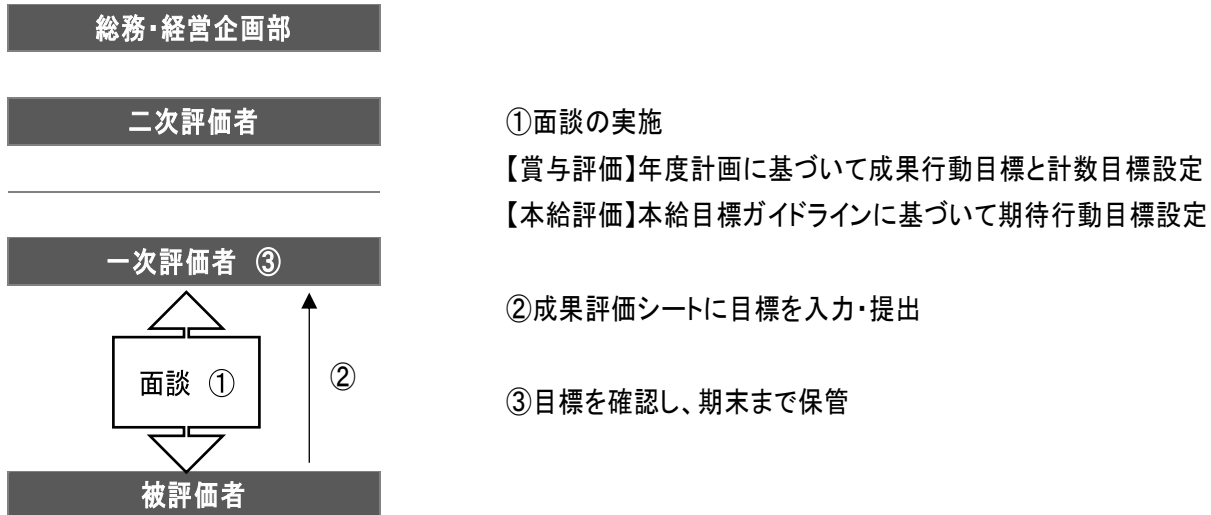 総務・経営企画部
二次評価者
①面談の実施
【賞与評価】年度計画に基づいて成果行動目標と計数目標設定
【本給評価】本給目標ガイドラインに基づいて期待行動目標設定
一次評価者 ③
②成果評価シートに目標を入力・提出
面談 ①
②
③目標を確認し、期末まで保管
被評価者